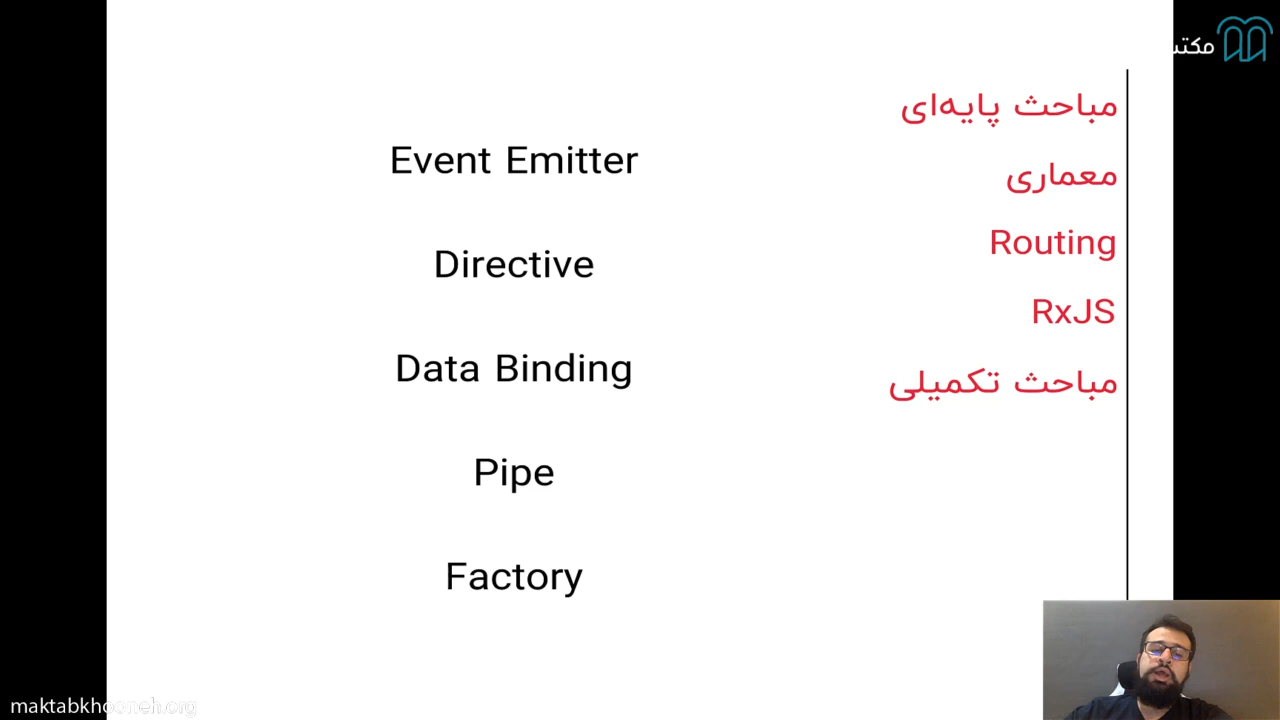 مباحث پایه‌ای
معماری
Routing
RxJS
مباحث تکمیلی
Event Emitter
Directive
Data Binding
Pipe
Factory
maktabkhooneh.org